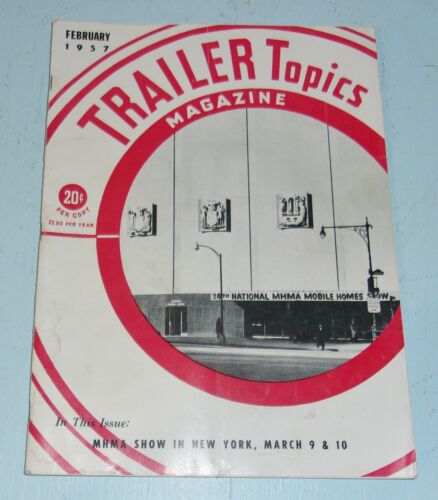 FEBRUARY
1957
TRAILER Topics
MAGAZINE
20¢
PER COPY
$2.00 PER YEAR
20TH NATIONAL MHMA MOBILE HOMES SHOW
In This Issue:
MHMA SHOW IN NEW YORK, MARCH 9 & 10